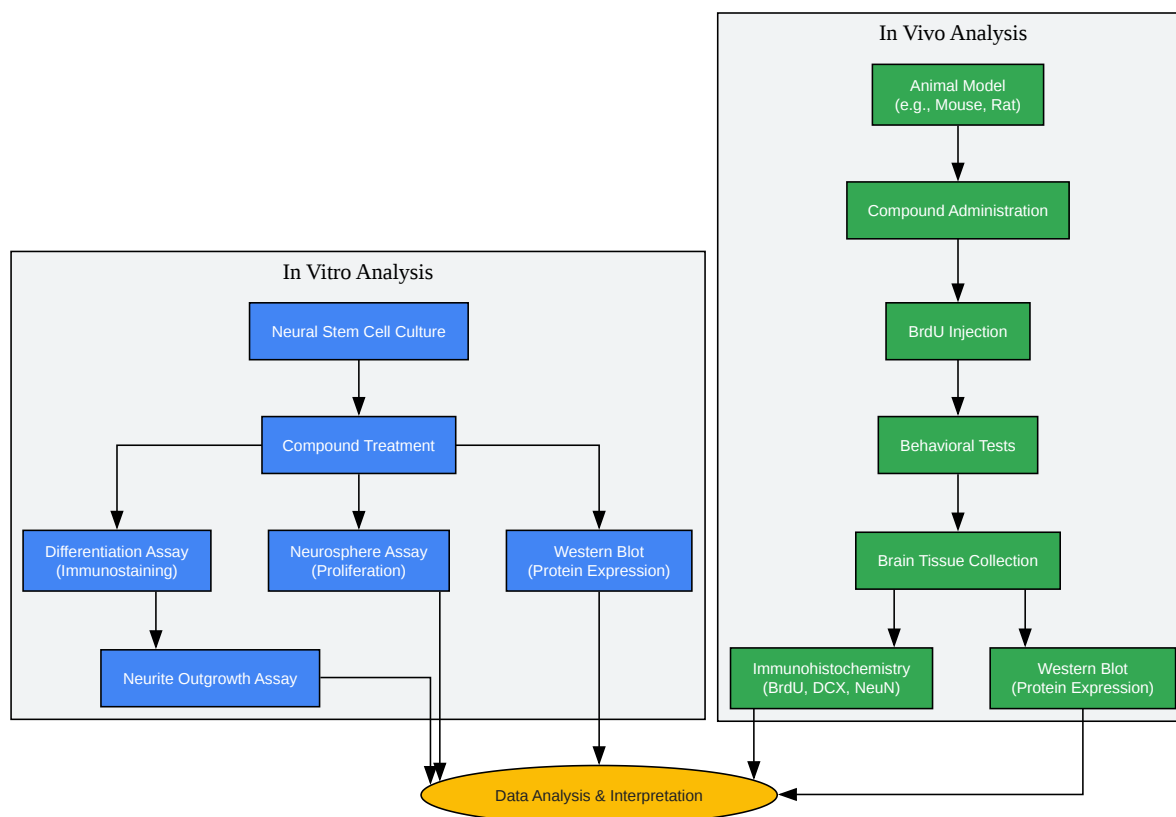 In Vitro Analysis
Neural Stem Cell Culture
Compound Treatment
Differentiation Assay
(Immunostaining)
Neurosphere Assay
(Proliferation)
Western Blot
(Protein Expression)
Neurite Outgrowth Assay
In Vivo Analysis
Animal Model
(e.g., Mouse, Rat)
Compound Administration
BrdU Injection
Behavioral Tests
Brain Tissue Collection
Immunohistochemistry
(BrdU, DCX, NeuN)
Western Blot
(Protein Expression)
Data Analysis & Interpretation